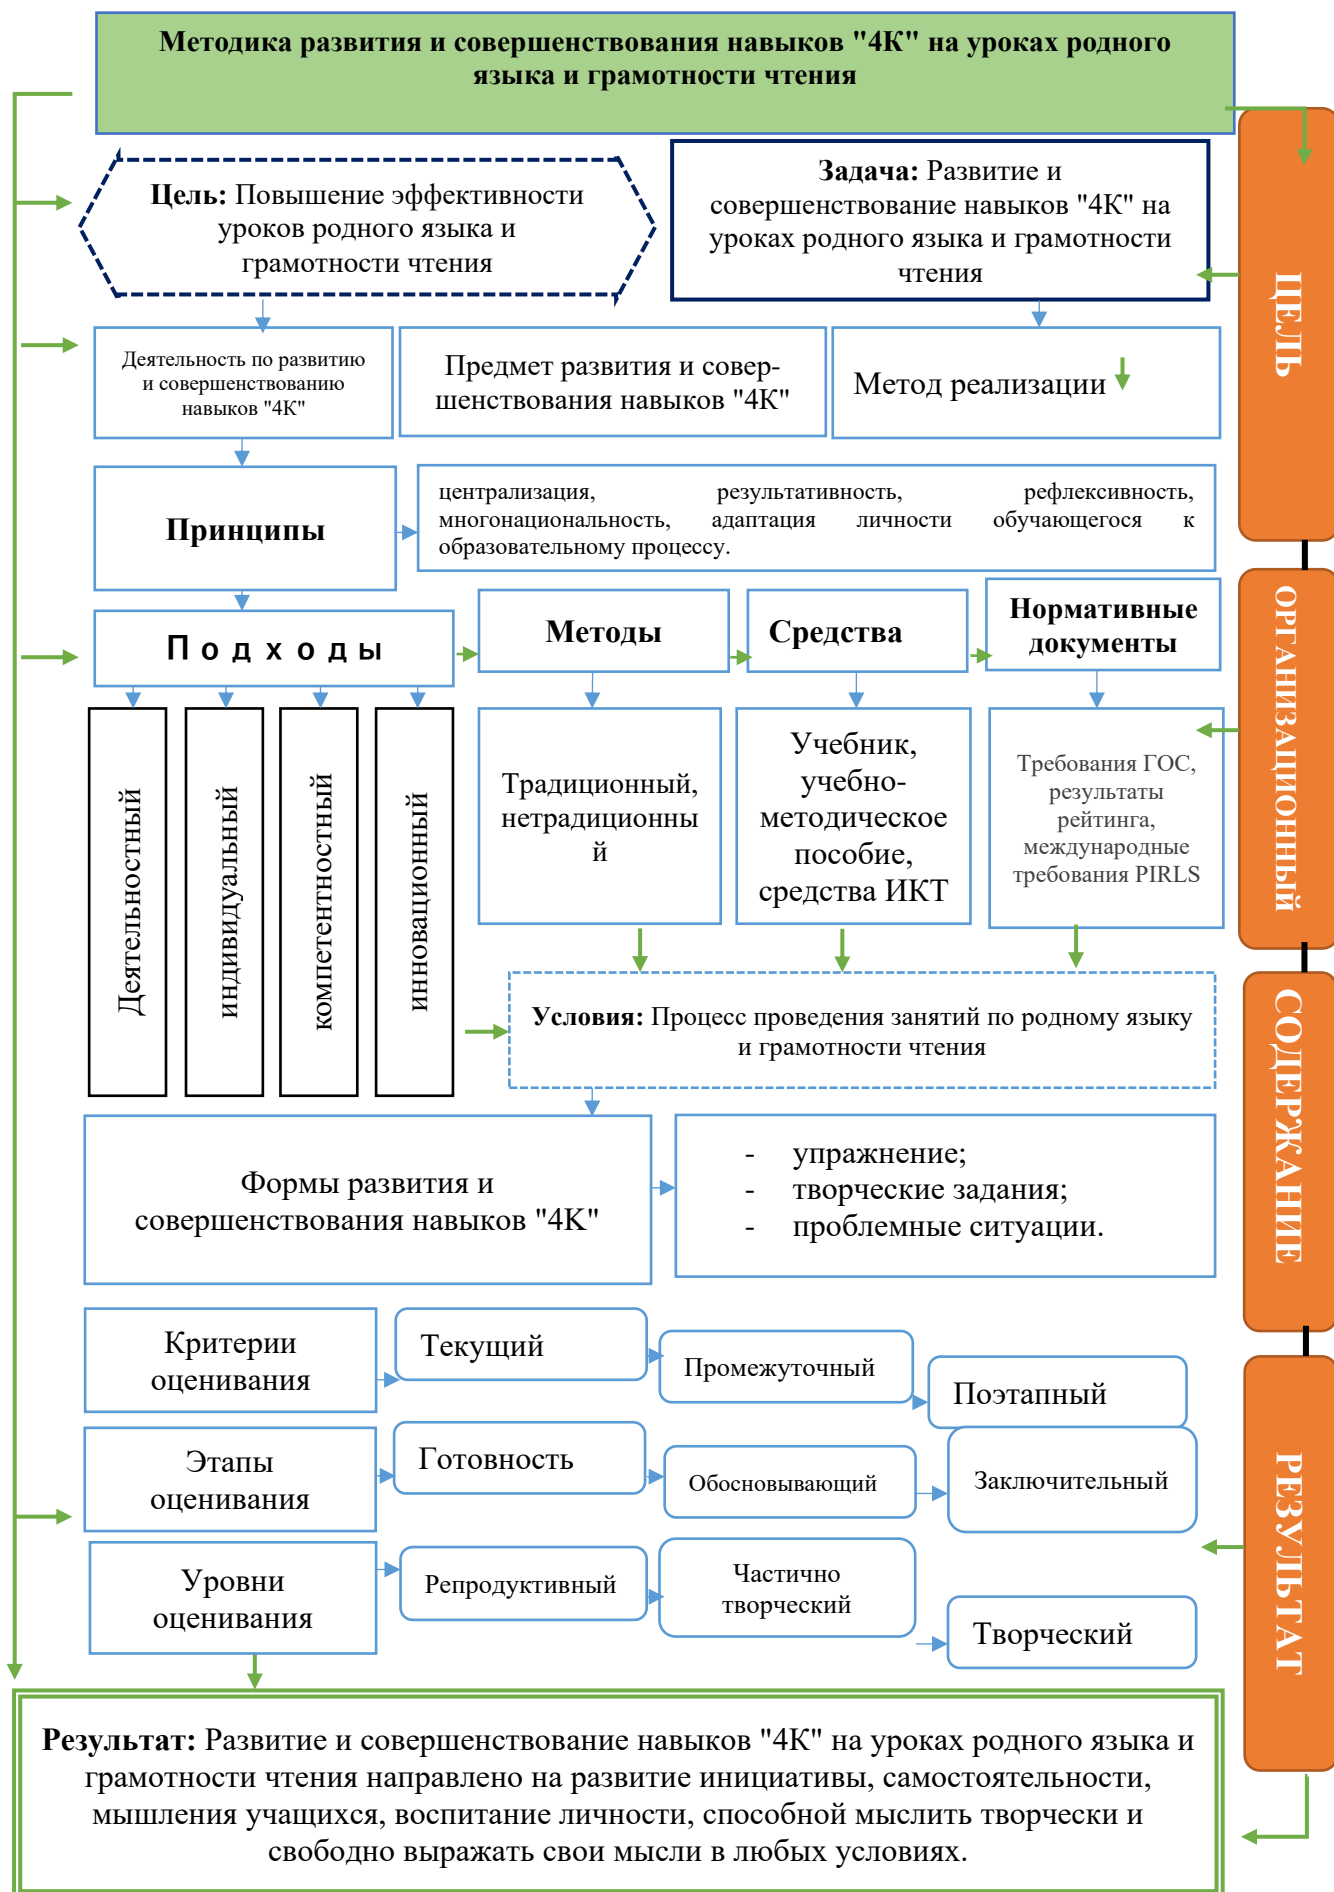 Методика развития и совершенствования навыков "4К" на уроках родного
языка и грамотности чтения
Цель: Повышение эффективности
уроков родного языка и
грамотности чтения
Задача: Развитие и
совершенствование навыков "4К" на
уроках родного языка и грамотности
чтения
ЦЕЛЬ
Деятельность по развитию
и совершенствованию
навыков "4К"
Предмет развития и совер-
шенствования навыков "4К"
Метод реализации
Принципы
централизация, результативность, рефлексивность,
многонациональность, адаптация личности обучающегося к
образовательному процессу.
Подходы
Методы
Средства
Нормативные
документы
ОРГАНИЗАЦИОННЫЙ
Деятельностный
индивидуальный
компетентностный
инновационный
Традиционный,
нетрадиционны
й
Учебник,
учебно-
методическое
пособие,
средства ИКТ
Требования ГОС,
результаты
рейтинга,
международные
требования PIRLS
Условия: Процесс проведения занятий по родному языку
и грамотности чтения
СОДЕРЖАНИЕ
Формы развития и
совершенствования навыков "4К"
- упражнение;
- творческие задания;
- проблемные ситуации.
Критерии
оценивания
Текущий
Промежуточный
Поэтапный
Этапы
оценивания
Готовность
Обосновывающий
Заключительный
РЕЗУЛЬТАТ
Уровни
оценивания
Репродуктивный
Частично
творческий
Творческий
Результат: Развитие и совершенствование навыков "4К" на уроках родного языка и
грамотности чтения направлено на развитие инициативы, самостоятельности,
мышления учащихся, воспитание личности, способной мыслить творчески и
свободно выражать свои мысли в любых условиях.